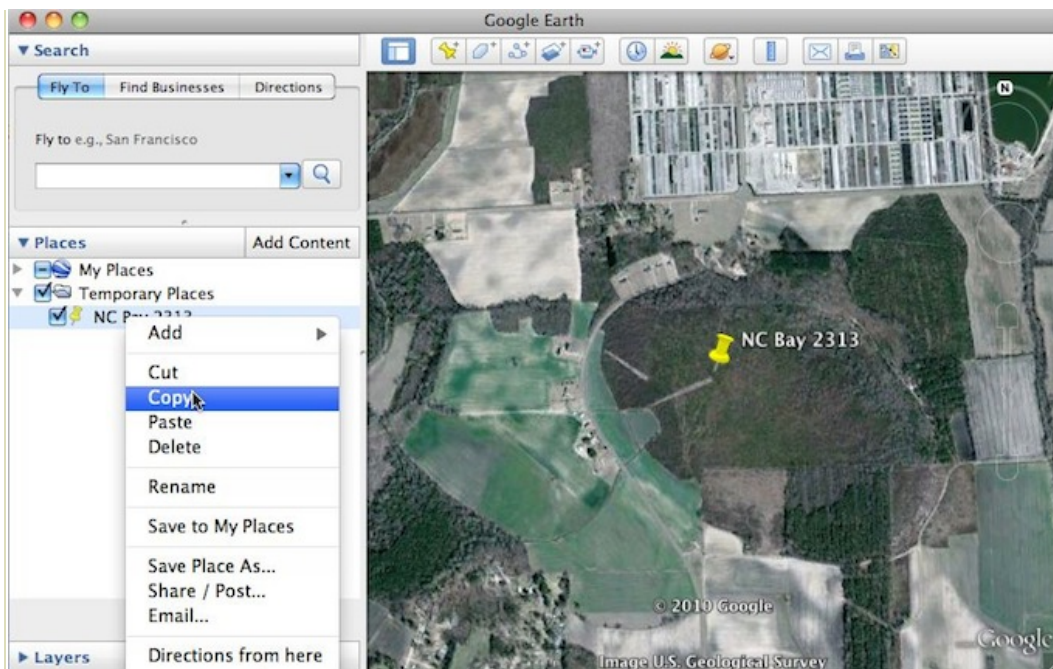 Google Earth
Search
Fly To Find Businesses Directions
Fly to e.g., San Francisco
Places Add Content
My Places
Temporary Places
NC Bay 2313
Add
Cut
Copy
Paste
Delete
Rename
Save to My Places
Save Place As...
Share / Post...
Email...
Directions from here
Layers
N
NC Bay 2313
© 2010 Google
Google
Image U.S. Geological Survey